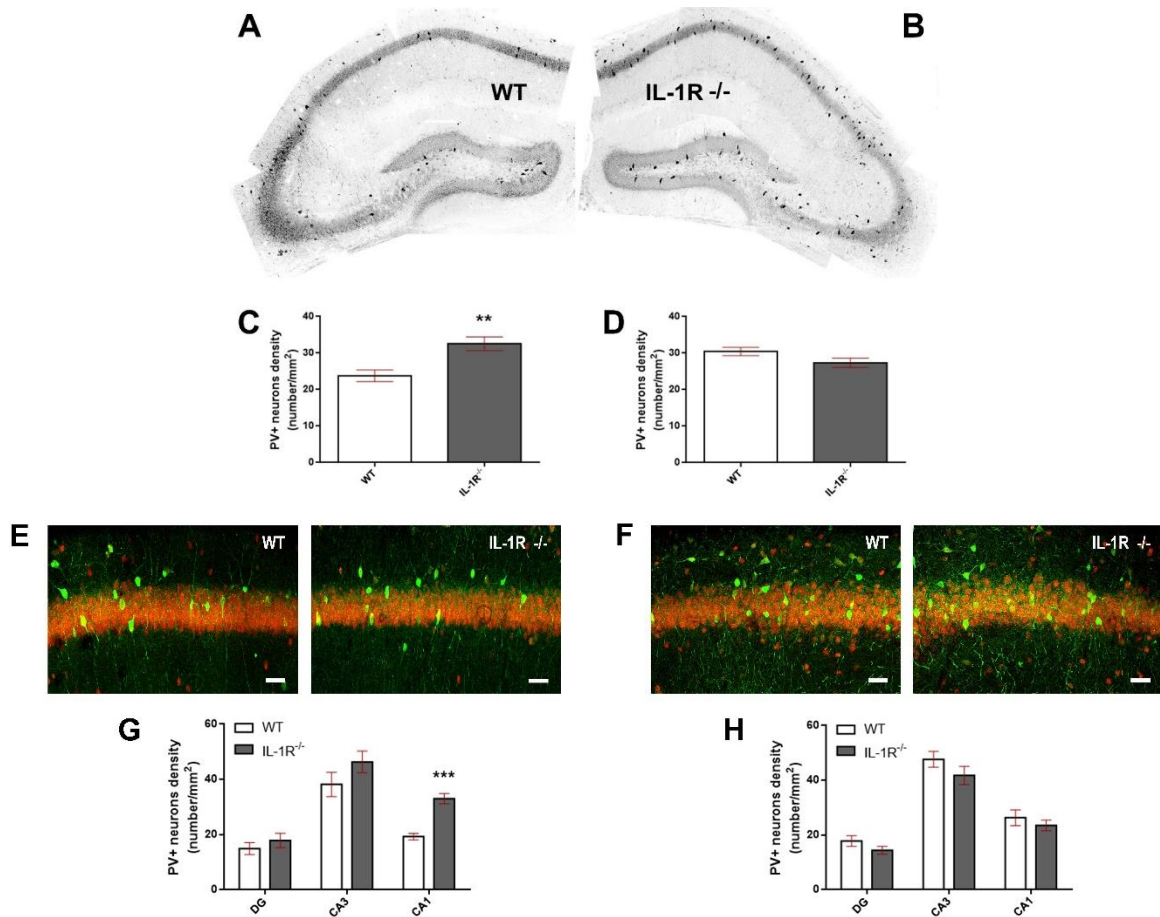 A
B
WT
IL-1R -/-
C
PV+ neurons density
(number/mm²)
40
30
20
10
0
**
WT
IL-1R-/-
D
PV+ neurons density
(number/mm²)
40
30
20
10
0
WT
IL-1R-/-
E
WT
IL-1R -/-
F
WT
IL-1R -/-
G
WT
IL-1R-/-
PV+ neurons density
(number/mm²)
60
40
20
0
***
DG
CA3
CA1
H
WT
IL-1R-/-
PV+ neurons density
(number/mm²)
60
40
20
0
DG
CA3
CA1